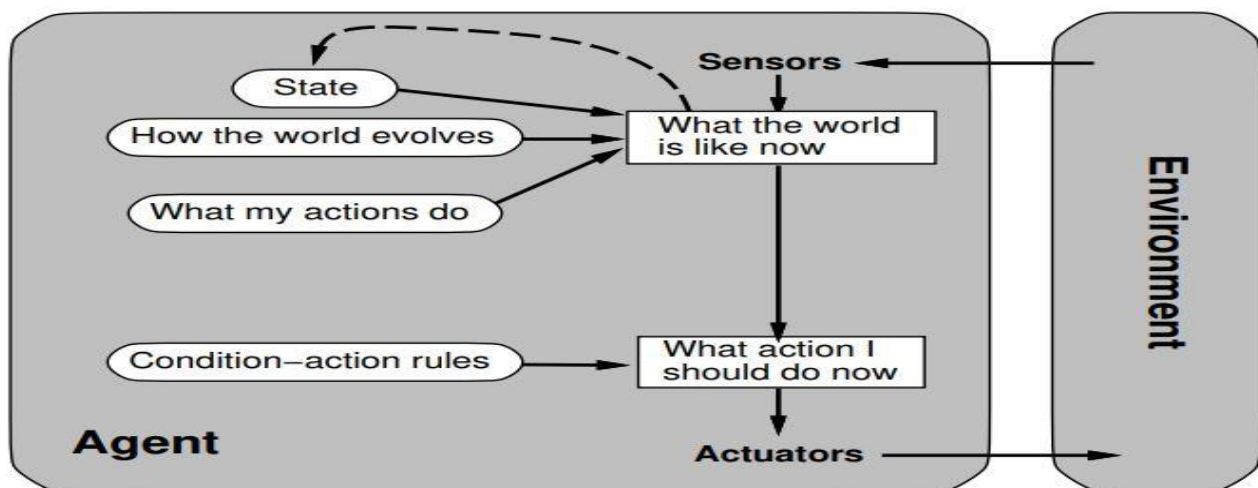 Sensors
State
What the world
is like now
How the world evolves
What my actions do
Environment
Condition–action rules
What action I
should do now
Agent
Actuators